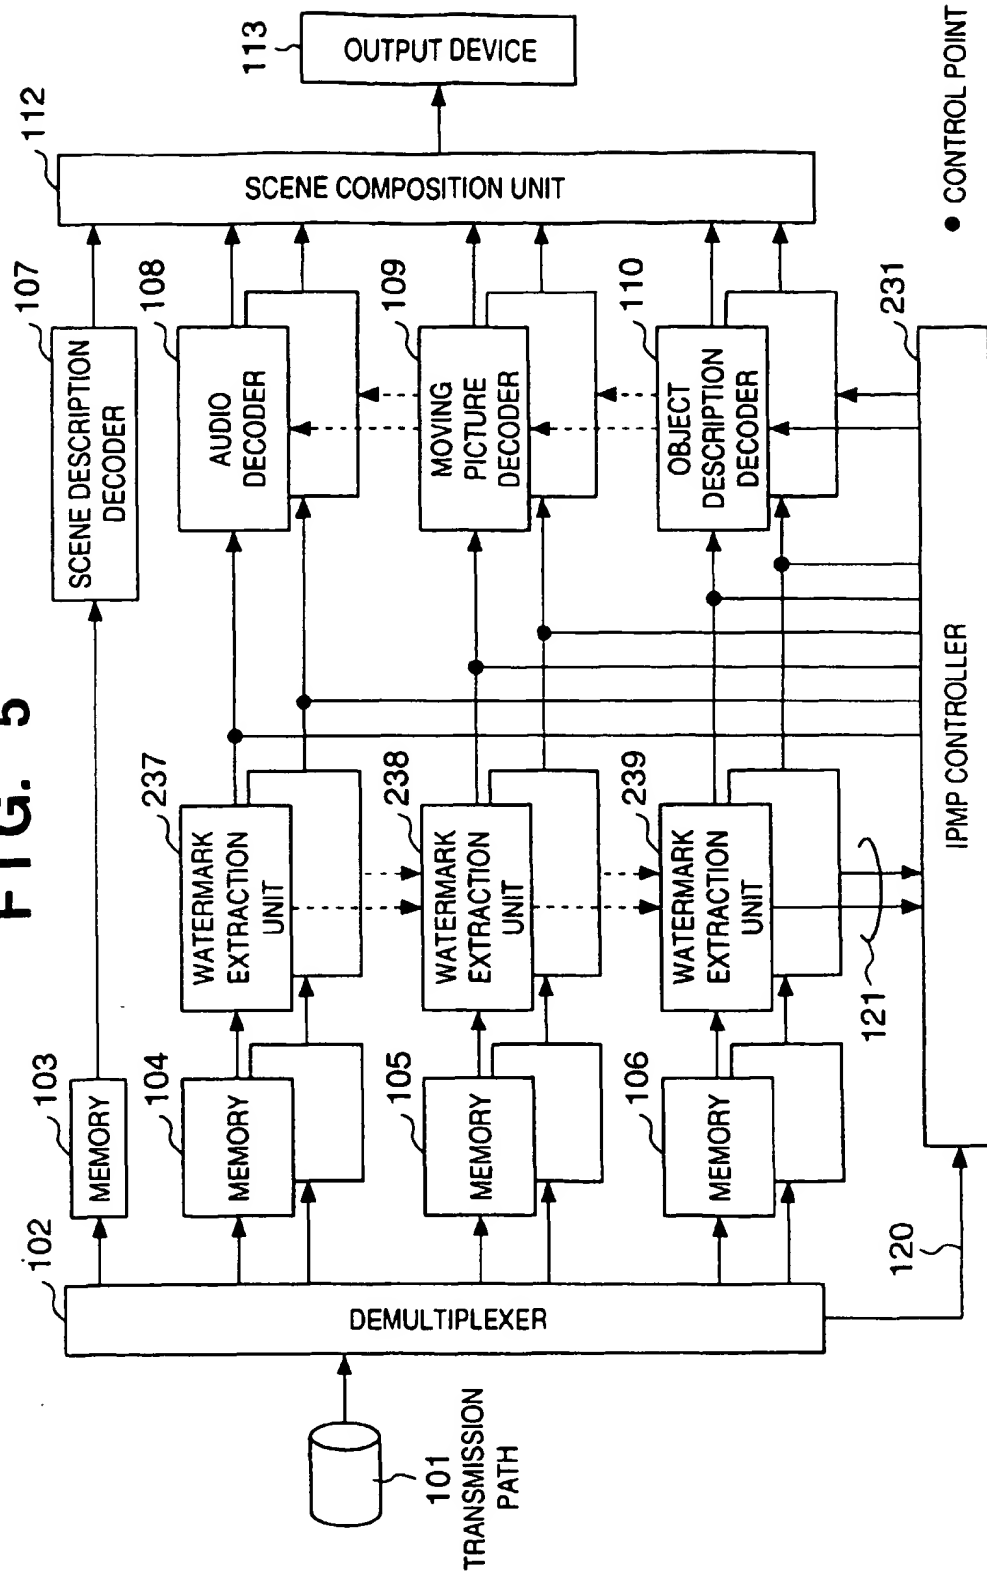 FIG. 5
101
TRANSMISSION
PATH
102
DEMULTIPLEXER
103
MEMORY
104
MEMORY
105
MEMORY
106
MEMORY
237
WATERMARK
EXTRACTION
UNIT
238
WATERMARK
EXTRACTION
UNIT
239
WATERMARK
EXTRACTION
UNIT
107
SCENE DESCRIPTION
DECODER
108
AUDIO
DECODER
109
MOVING
PICTURE
DECODER
110
OBJECT
DESCRIPTION
DECODER
112
SCENE COMPOSITION UNIT
113
OUTPUT DEVICE
120
121
231
IPMP CONTROLLER
● CONTROL POINT